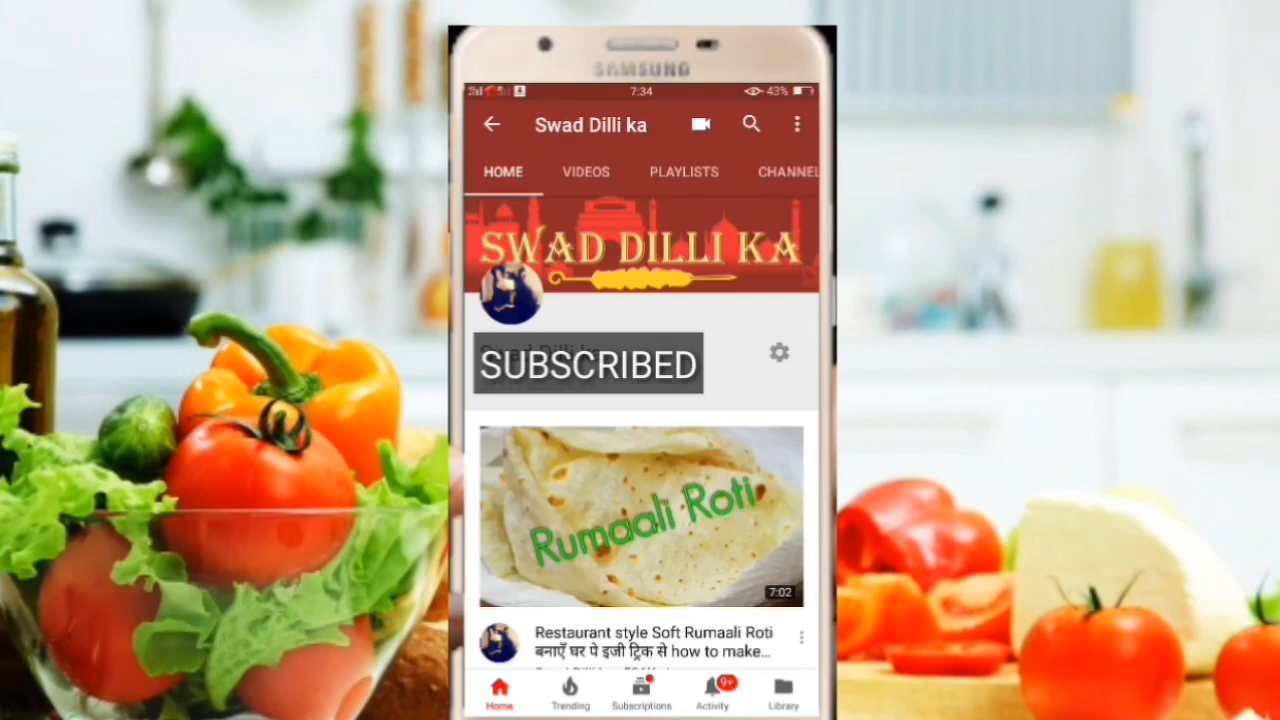 SAMSUNG
7:34
43%
Swad Dilli ka
HOME VIDEOS PLAYLISTS CHANNEL
SWAD DILLI KA
SUBSCRIBED
Rumaali Roti
7:02
Restaurant style Soft Rumaali Roti
बनाएँ घर पे इजी ट्रिक से how to make...
9+
Home Trending Subscriptions Activity Library